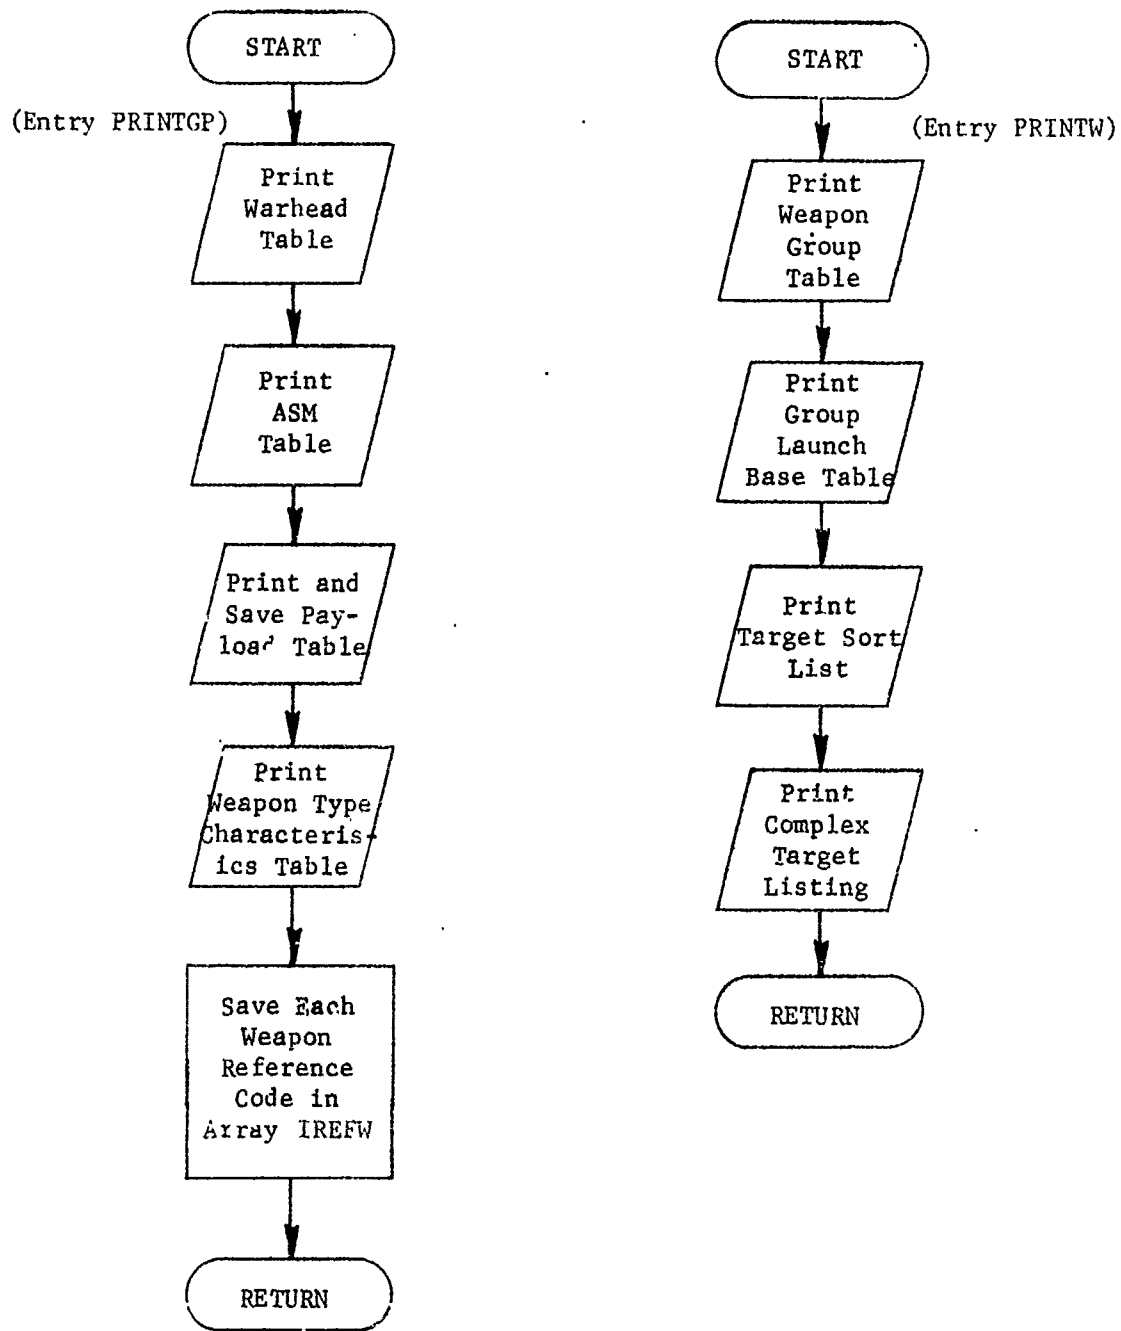 START
(Entry PRINTGP)
Print
Warhead
Table
Print
ASM
Table
Print and
Save Pay-
load Table
Print
Weapon Type
Characteris-
ics Table
Save Each
Weapon
Reference
Code in
Array IREFW
RETURN
START
(Entry PRINTW)
Print
Weapon
Group
Table
Print
Group
Launch
Base Table
Print
Target Sort
List
Print
Complex
Target
Listing
RETURN